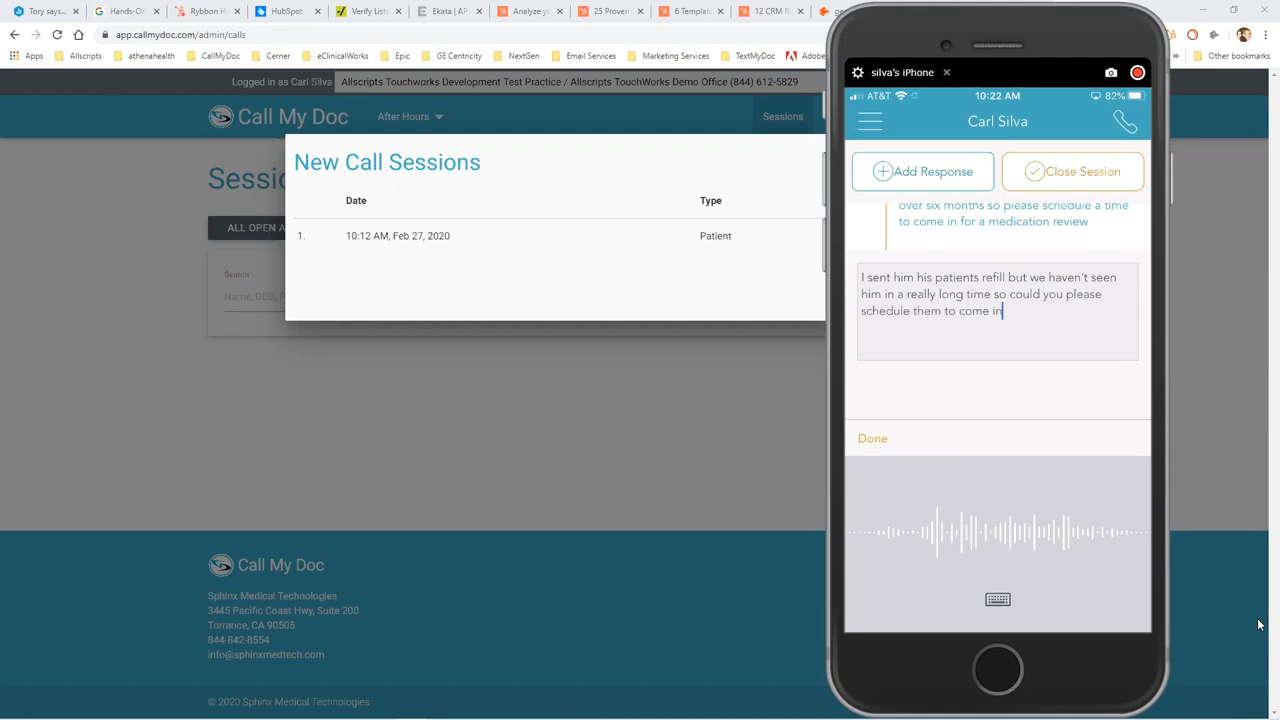 Tory says...
Hands-On
Rybbon H
HubSpot
Verify Lists
Ekata | AP
Analyze yo
25 Proven
6 Templat
12 CRM R
app.callmydoc.com/admin/calls
Apps
Allscripts
athenahealth
CallMyDoc
Cerner
eClinicalWorks
Epic
GE Centricity
NextGen
Email Services
Marketing Services
TextMyDoc
Adob
Other bookmarks
Logged in as Carl Silva
Allscripts Touchworks Development Test Practice / Allscripts TouchWorks Demo Office (844) 612-5829
Call My Doc
After Hours
Sessions
Sessi
ALL OPEN A
Search
Name, DOB, P
New Call Sessions
Date
Type
1.
10:12 AM, Feb 27, 2020
Patient
silva's iPhone
AT&T
10:22 AM
82%
Carl Silva
Add Response
Close Session
over six months so please schedule a time
to come in for a medication review
I sent him his patients refill but we haven't seen
him in a really long time so could you please
schedule them to come in
Done
Call My Doc
Sphinx Medical Technologies
3445 Pacific Coast Hwy, Suite 200
Torrance, CA 90505
844-842-8554
info@sphinxmedtech.com
© 2020 Sphinx Medical Technologies